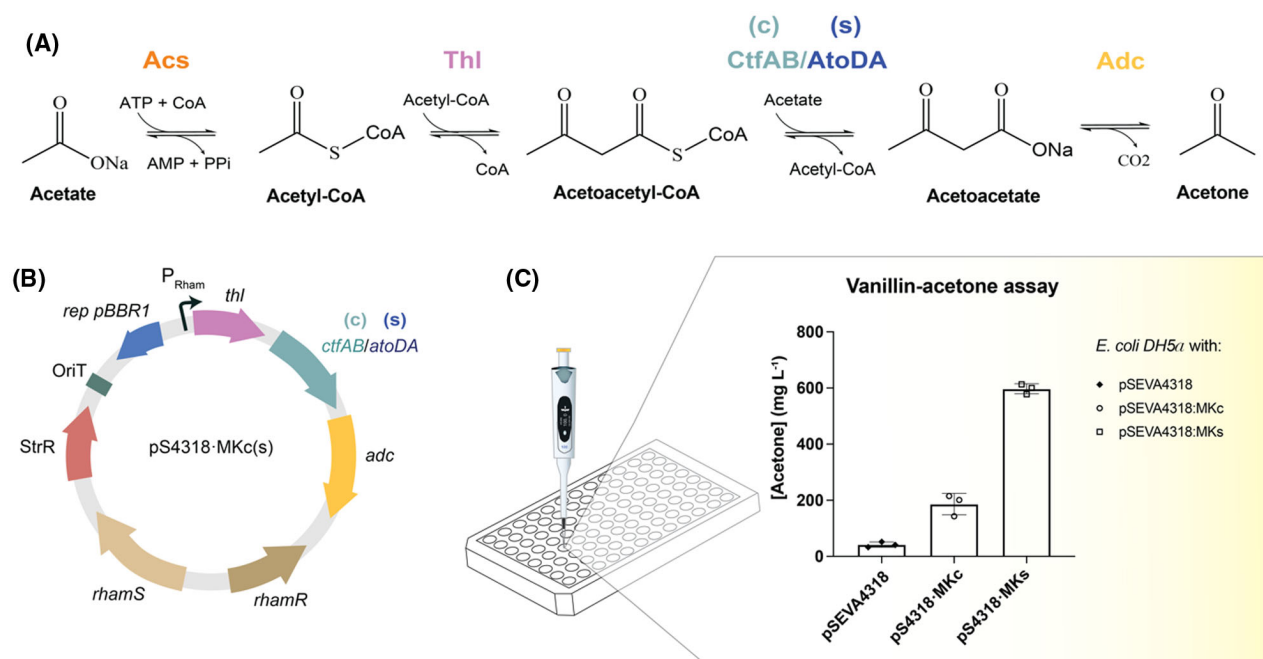 (A)
Acs
Thl
(c) (s)
CtfAB/AtoDA
Adc
O
ONa
Acetate
ATP + CoA
AMP + PPi
O
S
CoA
Acetyl-CoA
Acetyl-CoA
CoA
O O
S
CoA
Acetoacetyl-CoA
Acetate
Acetyl-CoA
O O
ONa
Acetoacetate
CO2
O
Acetone
(B)
PRham
thl
(c) (s)
ctfAB/atoDA
adc
rhamR
rhamS
StrR
OriT
rep pBBR1
pS4318·MKc(s)
(C)
Vanillin-acetone assay
[Acetone] (mg L-1)
800
600
400
200
0
pSEVA4318
pS4318·MKc
pS4318·MKs
E. coli DH5α with:
pSEVA4318
pSEVA4318:MKc
pSEVA4318:MKs